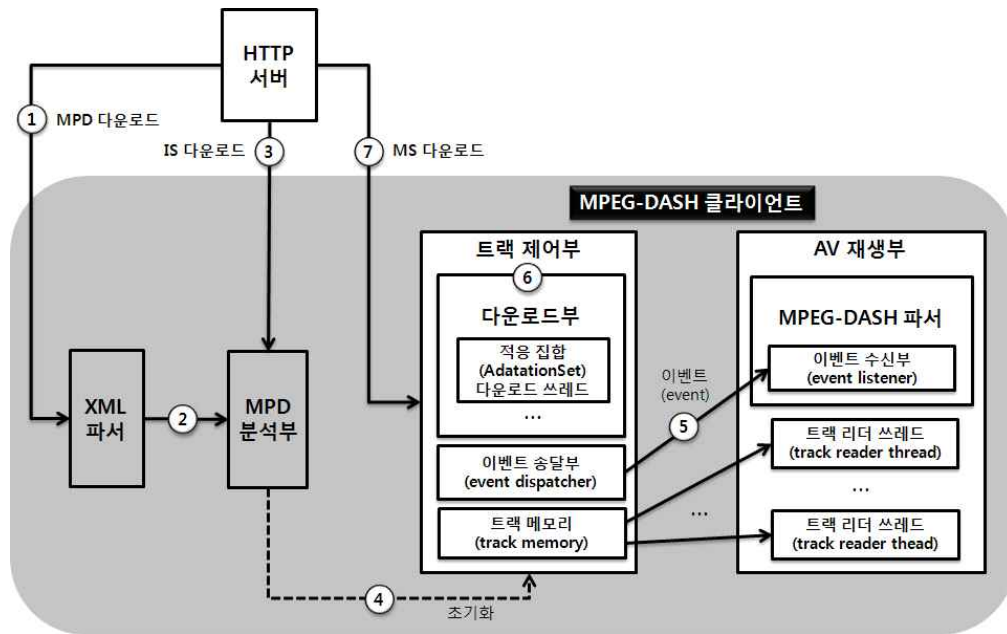 HTTP
서버
1 MPD 다운로드
IS 다운로드 3
7 MS 다운로드
MPEG-DASH 클라이언트
트랙 제어부
6
다운로드부
적응 집합
(AdatationSet)
다운로드 쓰레드
...
이벤트 송달부
(event dispatcher)
트랙 메모리
(track memory)
이벤트
(event)
5
...
AV 재생부
MPEG-DASH 파서
이벤트 수신부
(event listener)
트랙 리더 쓰레드
(track reader thread)
...
트랙 리더 쓰레드
(track reader thead)
XML
파서
2
MPD
분석부
4
초기화